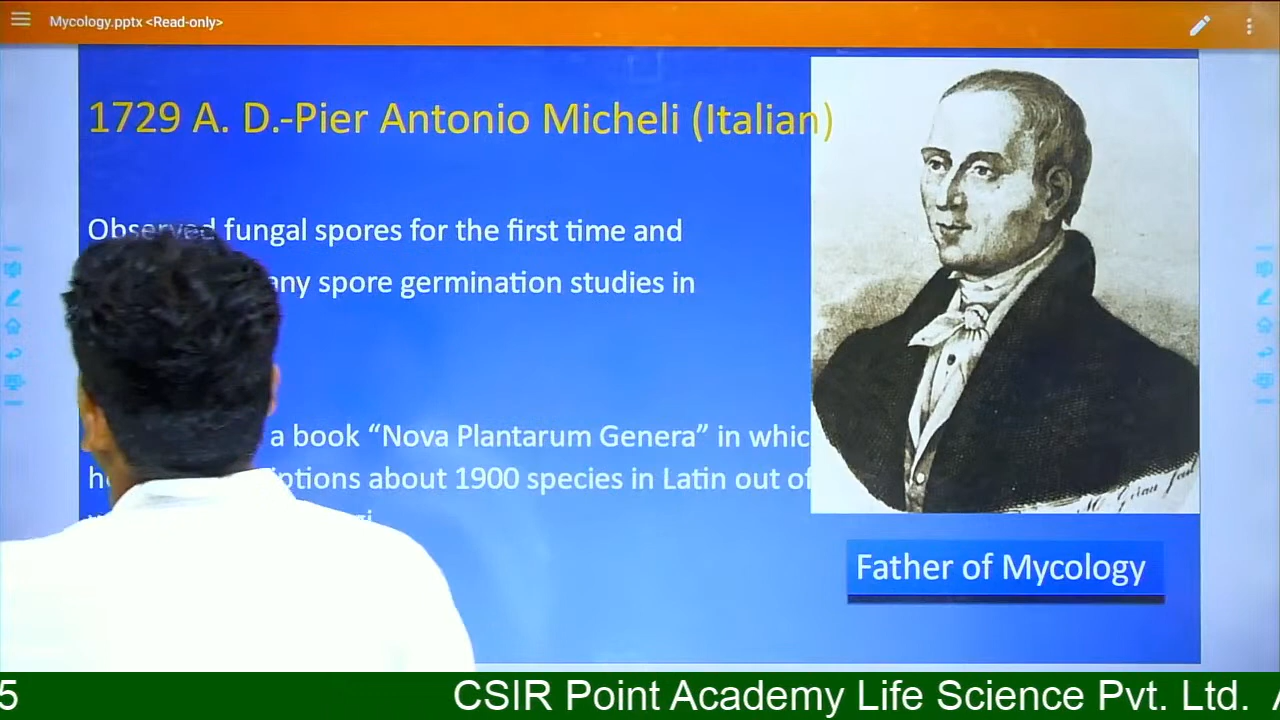 Mycology.pptx <Read-only>
1729 A. D.-Pier Antonio Micheli (Italian)
Observed fungal spores for the first time and
any spore germination studies in
a book “Nova Plantarum Genera” in whic
about 1900 species in Latin out of
Father of Mycology
5 CSIR Point Academy Life Science Pvt. Ltd.